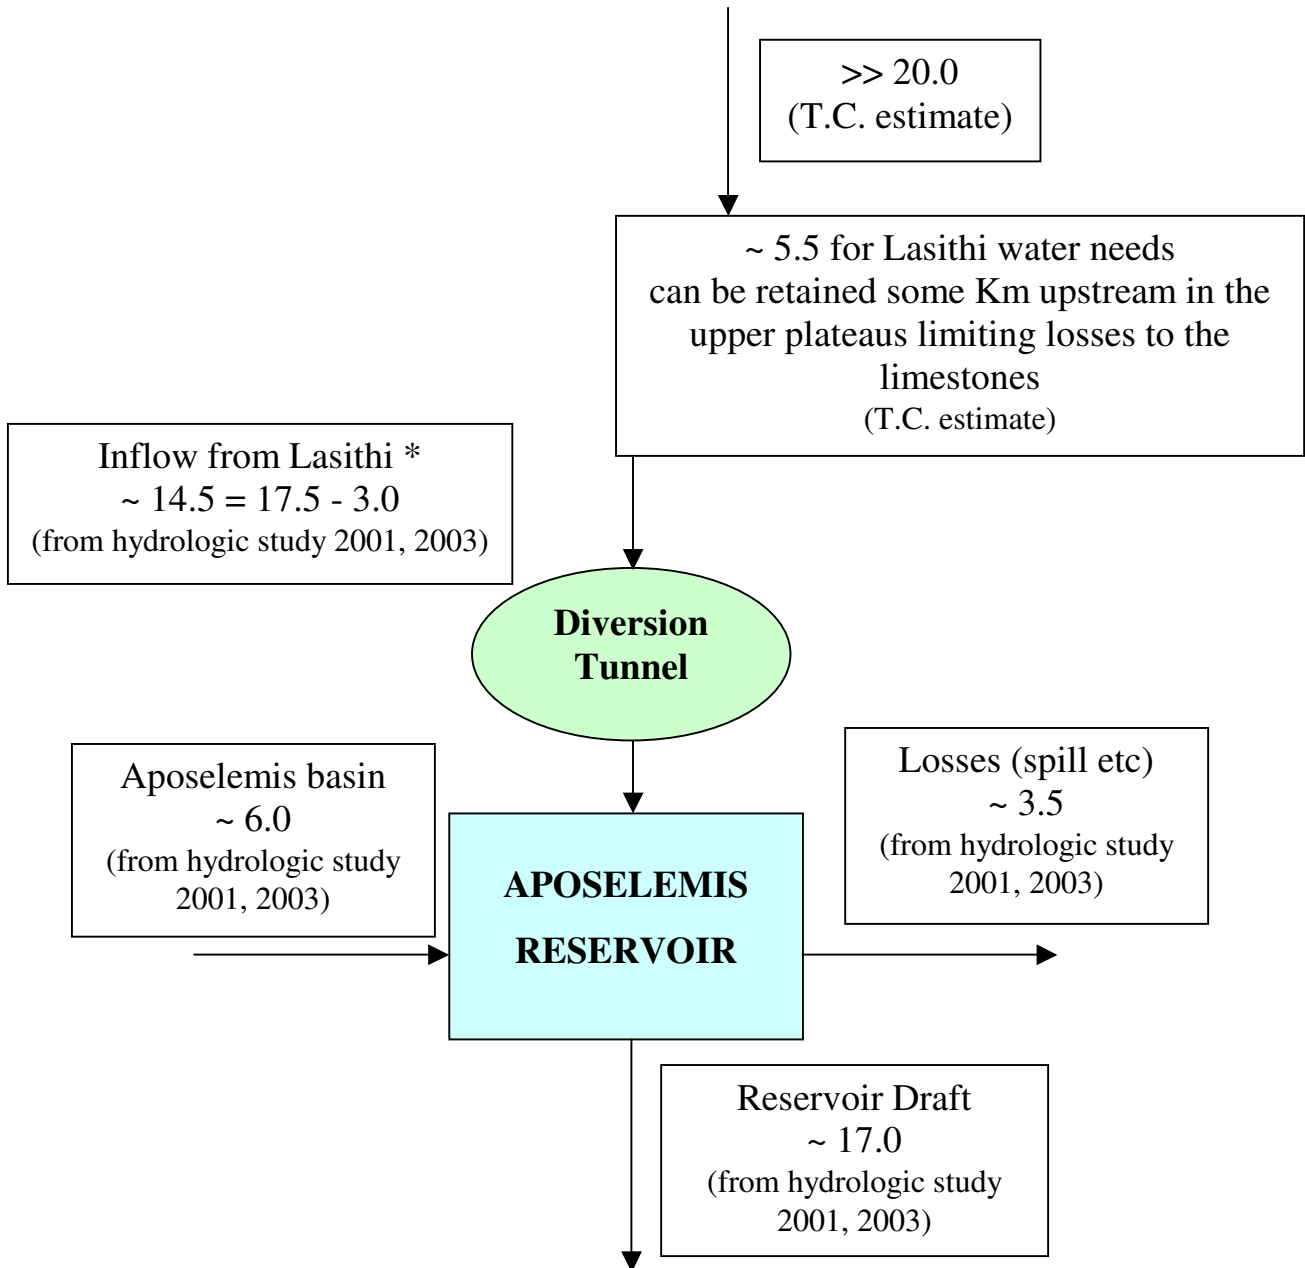 >> 20.0
(T.C. estimate)
~ 5.5 for Lasithi water needs
can be retained some Km upstream in the
upper plateaus limiting losses to the
limestones
(T.C. estimate)
Inflow from Lasithi *
~ 14.5 = 17.5 - 3.0
(from hydrologic study 2001, 2003)
Diversion
Tunnel
Aposelemis basin
~ 6.0
(from hydrologic study
2001, 2003)
Losses (spill etc)
~ 3.5
(from hydrologic study
2001, 2003)
APOSELEMIS
RESERVOIR
Reservoir Draft
~ 17.0
(from hydrologic study
2001, 2003)